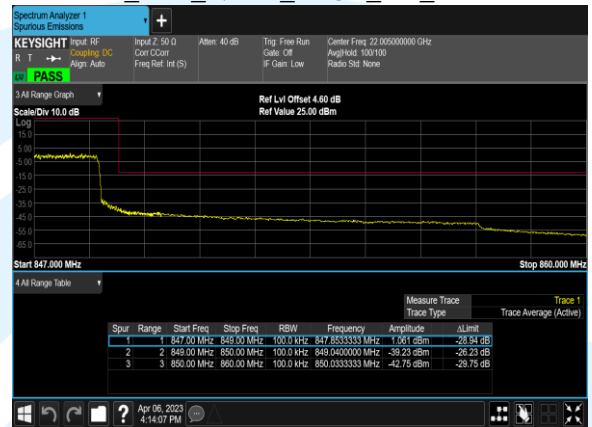 Spectrum Analyzer 1
Spurious Emissions
KEYSIGHT Input: RF Input Z: 50 Ω Atten: 40 dB Trig: Free Run Center Freq: 22.005000000 GHz
R T Coupling: DC Corr CCorr Gate: Off Avg|Hold: 100/100
Align: Auto Freq Ref: Int (S) IF Gain: Low Radio Std: None
LV PASS
3 All Range Graph
Ref Lvl Offset 4.60 dB
Scale/Div 10.0 dB Ref Value 25.00 dBm
Log
15.0
5.00
-5.00
-15.0
-25.0
-35.0
-45.0
-55.0
-65.0
Start 847.000 MHz Stop 860.000 MHz
4 All Range Table
Measure Trace Trace 1
Trace Type Trace Average (Active)
Spur Range Start Freq Stop Freq RBW Frequency Amplitude ΔLimit
1 1 847.00 MHz 849.00 MHz 100.0 kHz 847.8533333 MHz 1.061 dBm -28.94 dB
2 2 849.00 MHz 850.00 MHz 100.0 kHz 849.0400000 MHz -39.23 dBm -26.23 dB
3 3 850.00 MHz 860.00 MHz 100.0 kHz 850.0333333 MHz -42.75 dBm -29.75 dB
? Apr 06, 2023
4:14:07 PM